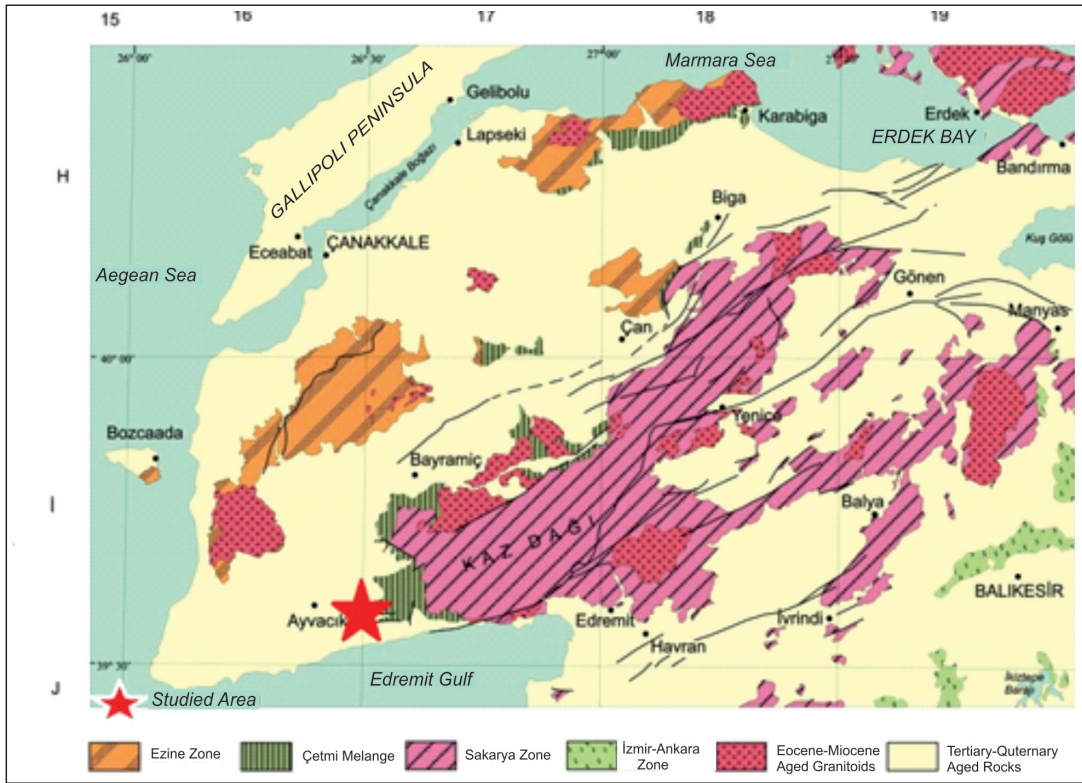 15 16 17 18 19
26°00' 26°30' 27°00'
Marmara Sea
Gelibolu
Karabiga
Erdek
GALLIPOLI PENINSULA
Lapseki
ERDEK BAY
Çanakkale Boğazı
Bandırma
H
Biga
Eceabat
ÇANAKKALE
Kuş Gölü
Aegean Sea
Gönen
Manyas
Çan
40°00'
Yenice
Bozcaada
Bayramiç
İ
Balya
KAZ DAĞI
BALIKESİR
Ayvacık
Edremit
İvrindi
Havran
39°30'
Edremit Gulf
İkiztepe
Barajı
J
Studied Area
Ezine Zone
Çetmi Melange
Sakarya Zone
İzmir-Ankara
Zone
Eocene-Miocene
Aged Granitoids
Tertiary-Quternary
Aged Rocks